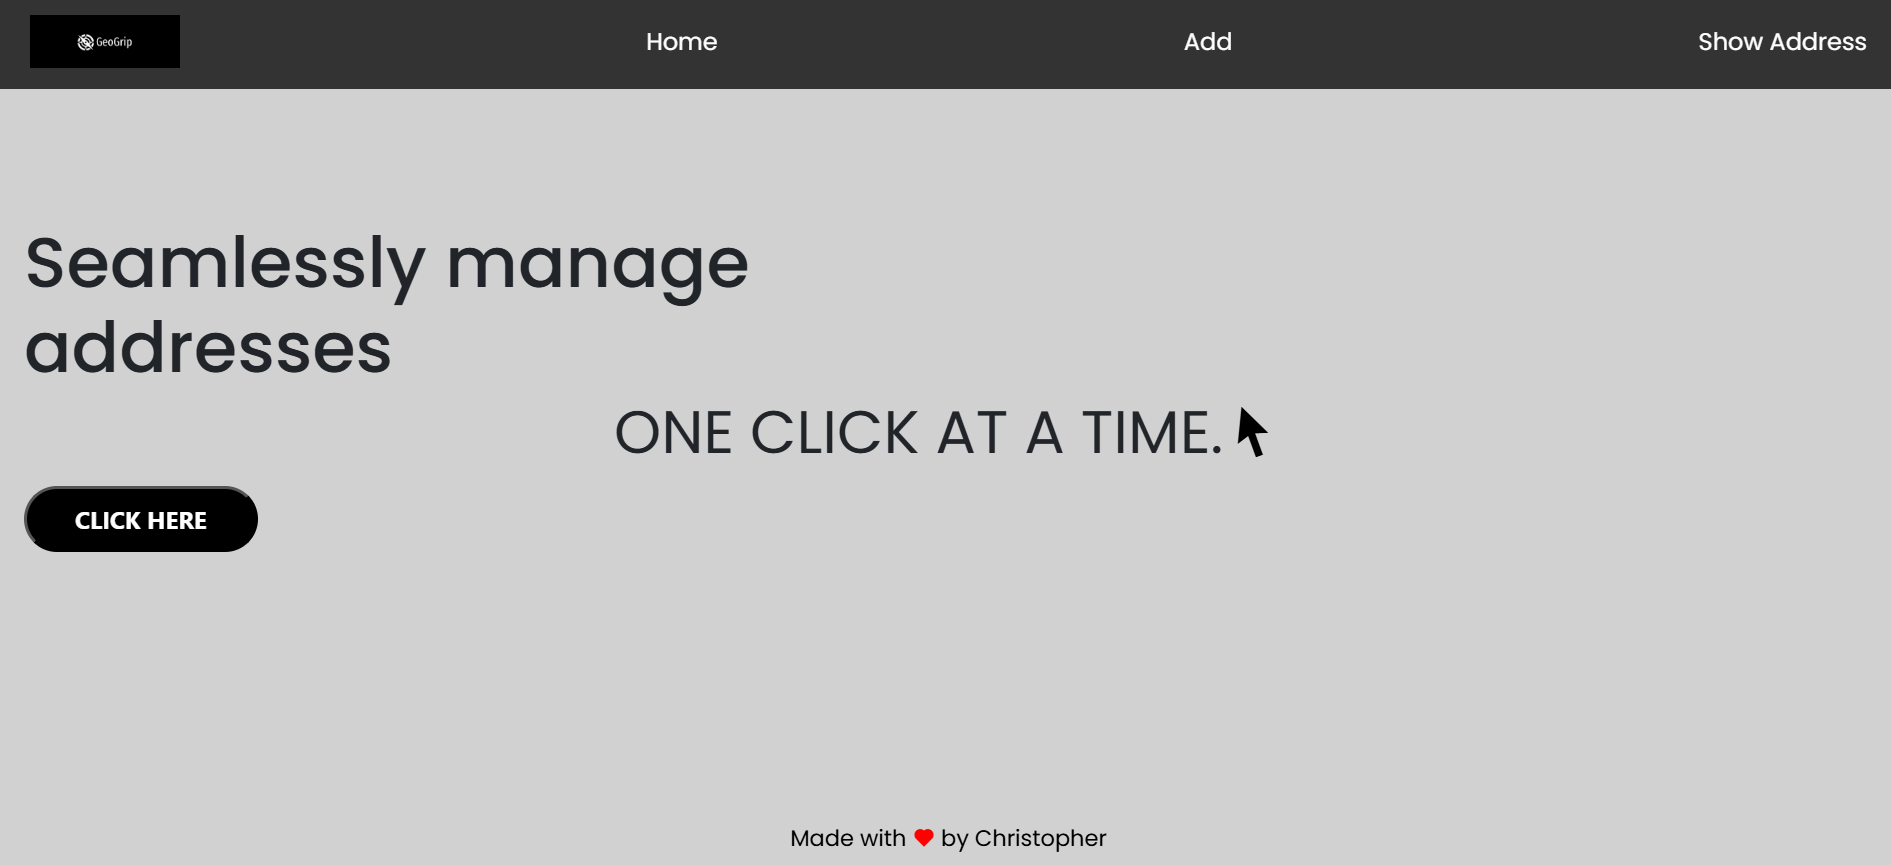 GeoGrip
Home
Add
Show Address
Seamlessly manage
addresses
ONE CLICK AT A TIME.
CLICK HERE
Made with ❤ by Christopher